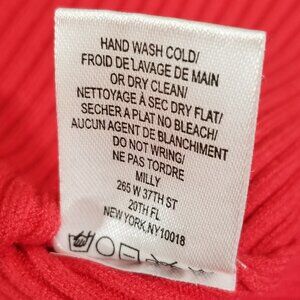 HAND WASH COLD/
FROID DE LAVAGE DE MAIN
OR DRY CLEAN/
NETTOYAGE À SEC DRY FLAT/
SECHER A PLAT NO BLEACH/
AUCUN AGENT DE BLANCHIMENT
DO NOT WRING/
NE PAS TORDRE
MILLY
265 W 37TH ST
20TH FL
NEW YORK, NY10018